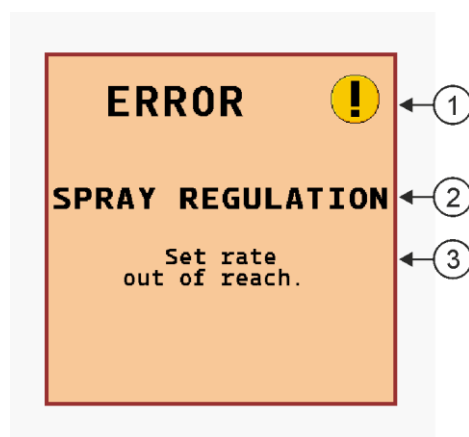 ERROR !
1
SPRAY REGULATION
2
Set rate
3
out of reach.